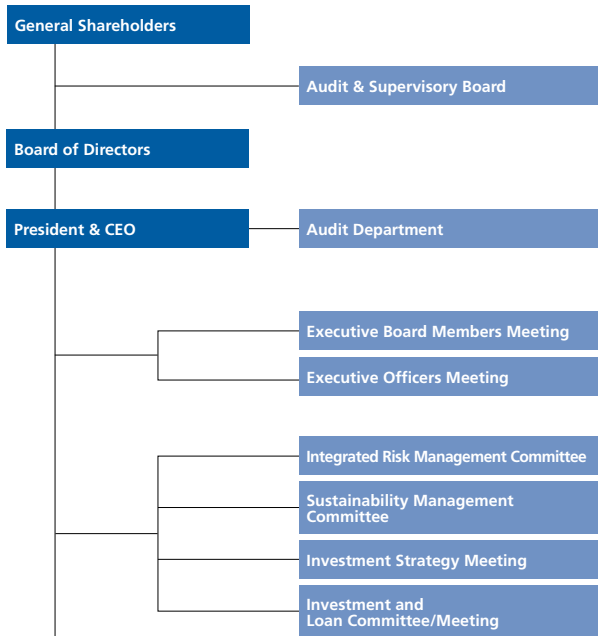 General Shareholders
Audit & Supervisory Board
Board of Directors
President & CEO
Audit Department
Executive Board Members Meeting
Executive Officers Meeting
Integrated Risk Management Committee
Sustainability Management
Committee
Investment Strategy Meeting
Investment and
Loan Committee/Meeting